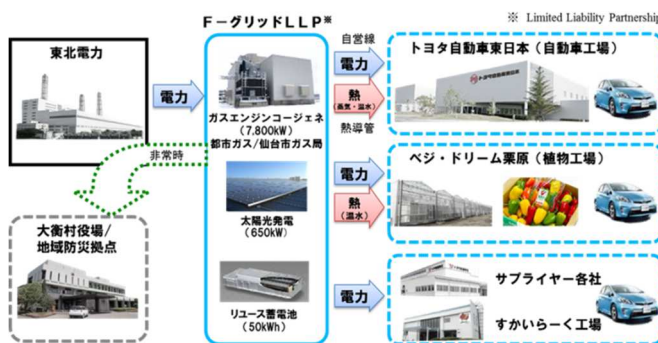 ※ Limited Liability Partnership
F－グリッドLLP※
東北電力
電力
ガスエンジンコージェネ
(7,800kW)
都市ガス/仙台市ガス局
太陽光発電
(650kW)
リユース蓄電池
(50kWh)
非常時
大衡村役場/
地域防災拠点
自営線
電力
熱
(蒸気・温水)
熱導管
トヨタ自動車東日本（自動車工場）
電力
熱
(温水)
ベジ・ドリーム栗原（植物工場）
電力
サプライヤー各社
すかいらーく工場